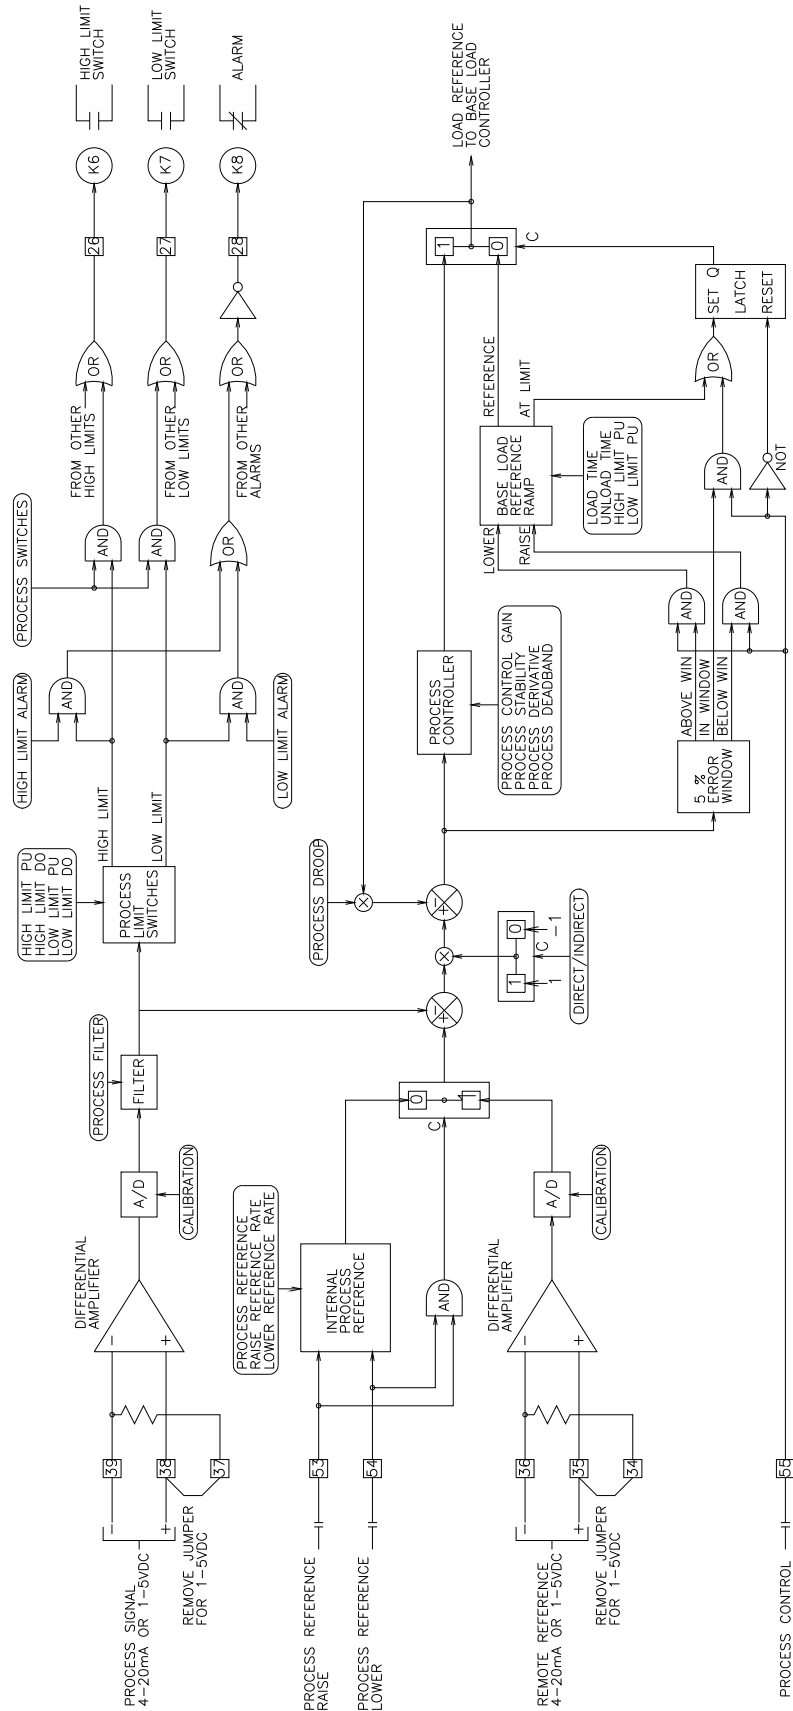 PROCESS SIGNAL
4-20mA OR 1-5VDC
REMOVE JUMPER
FOR 1-5VDC
-
+
39
38
37
-
+
DIFFERENTIAL
AMPLIFIER
A/D
CALIBRATION
FILTER
PROCESS FILTER
PROCESS
LIMIT
SWITCHES
HIGH LIMIT PU
HIGH LIMIT DO
LOW LIMIT PU
LOW LIMIT DO
HIGH LIMIT
LOW LIMIT
HIGH LIMIT ALARM
LOW LIMIT ALARM
AND
AND
PROCESS SWITCHES
AND
AND
OR
FROM OTHER
HIGH LIMITS
FROM OTHER
LOW LIMITS
FROM OTHER
ALARMS
OR
OR
OR
26
27
28
K6
K7
K8
HIGH LIMIT
SWITCH
LOW LIMIT
SWITCH
ALARM
PROCESS REFERENCE
RAISE
PROCESS REFERENCE
LOWER
53
54
PROCESS REFERENCE
RAISE REFERENCE RATE
LOWER REFERENCE RATE
INTERNAL
PROCESS
REFERENCE
AND
C
0
1
+
-
×
DIRECT/INDIRECT
C
1
0
1
-1
+
-
×
PROCESS DROOP
PROCESS
CONTROLLER
PROCESS CONTROL GAIN
PROCESS STABILITY
PROCESS DERIVATIVE
PROCESS DEADBAND
REMOTE REFERENCE
4-20mA OR 1-5VDC
REMOVE JUMPER
FOR 1-5VDC
-
+
36
35
34
-
+
DIFFERENTIAL
AMPLIFIER
A/D
CALIBRATION
5 %
ERROR
WINDOW
ABOVE WIN
IN WINDOW
BELOW WIN
AND
AND
LOWER
RAISE
BASE LOAD
REFERENCE
RAMP
LOAD TIME
UNLOAD TIME
HIGH LIMIT PU
LOW LIMIT PU
REFERENCE
AT LIMIT
AND
NOT
OR
SET Q
LATCH
RESET
C
1
0
LOAD REFERENCE
TO BASE LOAD
CONTROLLER
PROCESS CONTROL
55